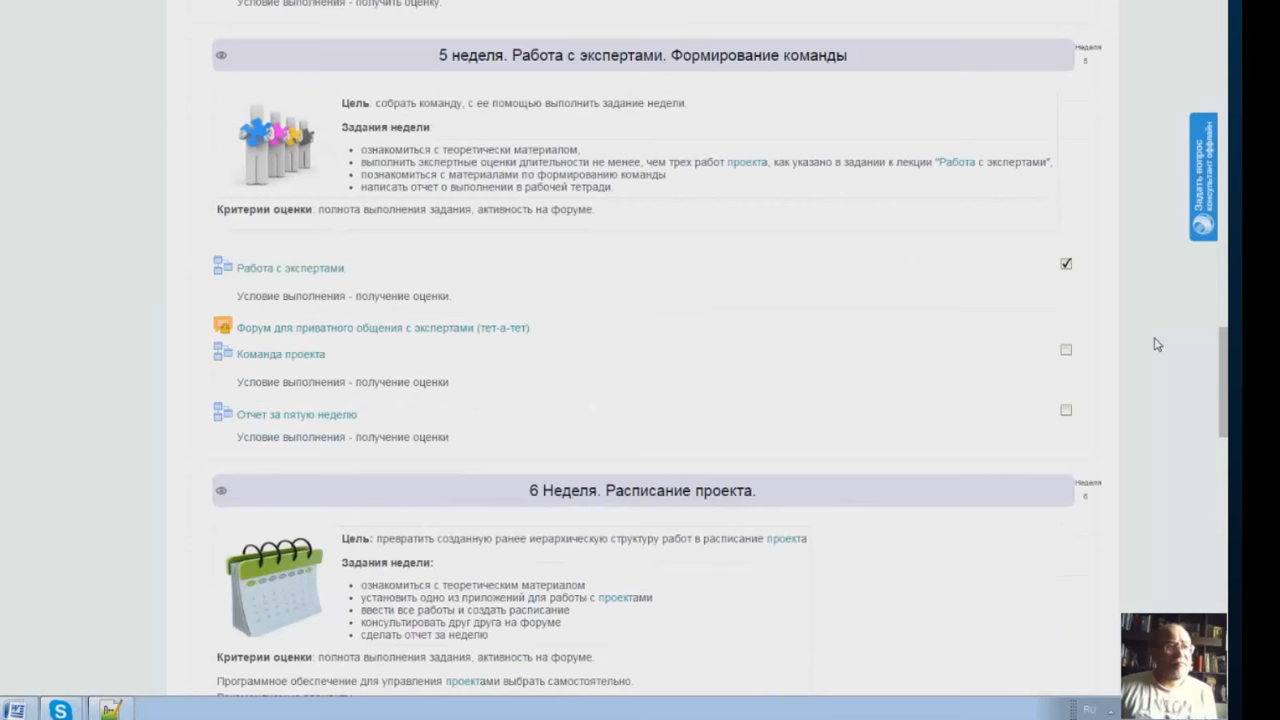 Условие выполнения - получить оценку.
5 неделя. Работа с экспертами. Формирование команды
Неделя
5
Цель: собрать команду, с ее помощью выполнить задание недели.
Задания недели:
ознакомиться с теоретически материалом,
выполнить экспертные оценки длительности не менее, чем трех работ проекта, как указано в задании к лекции "Работа с экспертами",
познакомиться с материалами по формированию команды
написать отчет о выполнении в рабочей тетради.
Критерии оценки: полнота выполнения задания, активность на форуме.
Задать вопрос
консультант оффлайн
Работа с экспертами
Условие выполнения - получение оценки.
Форум для приватного общения с экспертами (тет-а-тет)
Команда проекта
Условие выполнения - получение оценки
Отчет за пятую неделю
Условие выполнения - получение оценки
6 Неделя. Расписание проекта.
Неделя
6
Цель: превратить созданную ранее иерархическую структуру работ в расписание проекта
Задания недели:
ознакомиться с теоретическим материалом
установить одно из приложений для работы с проектами
ввести все работы и создать расписание
консультировать друг друга на форуме
сделать отчет за неделю
Критерии оценки: полнота выполнения задания, активность на форуме.
Программное обеспечение для управления проектами выбрать самостоятельно.
RU